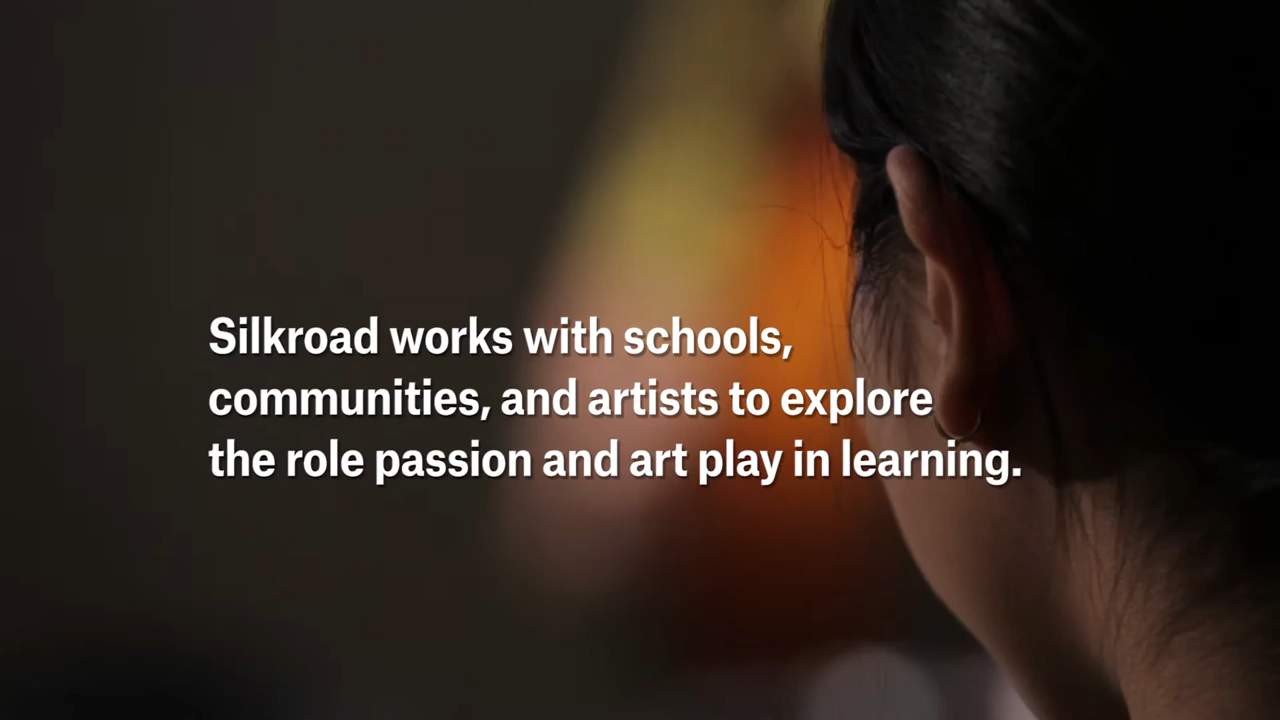 Silkroad works with schools,
communities, and artists to explore
the role passion and art play in learning.